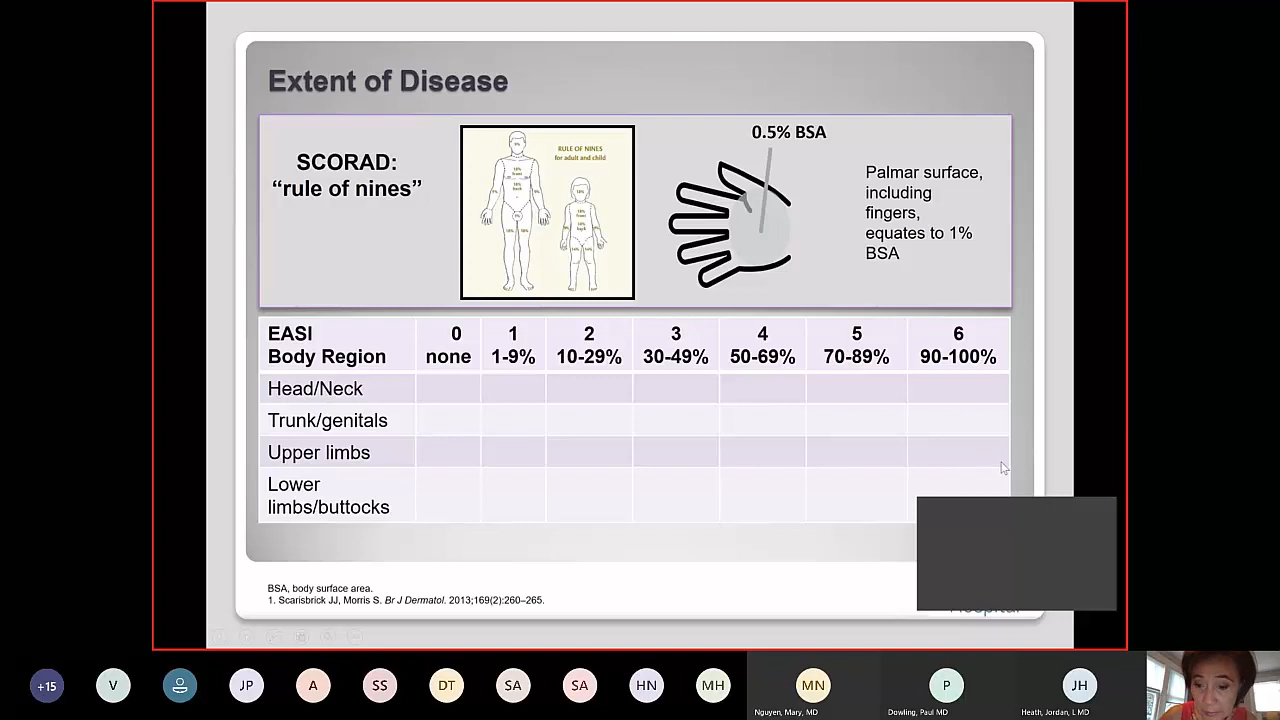 Extent of Disease
SCORAD:
“rule of nines”
RULE OF NINES
for adult and child
0.5% BSA
Palmar surface,
including
fingers,
equates to 1%
BSA
EASI
Body Region
0
none
1
1-9%
2
10-29%
3
30-49%
4
50-69%
5
70-89%
6
90-100%
Head/Neck
Trunk/genitals
Upper limbs
Lower
limbs/buttocks
BSA, body surface area.
1. Scarisbrick JJ, Morris S. Br J Dermatol. 2013;169(2):260–265.
+15
V
JP
A
SS
DT
SA
SA
HN
MH
MN
P
JH
Nguyen, Mary, MD
Dowling, Paul MD
Heath, Jordan, L MD